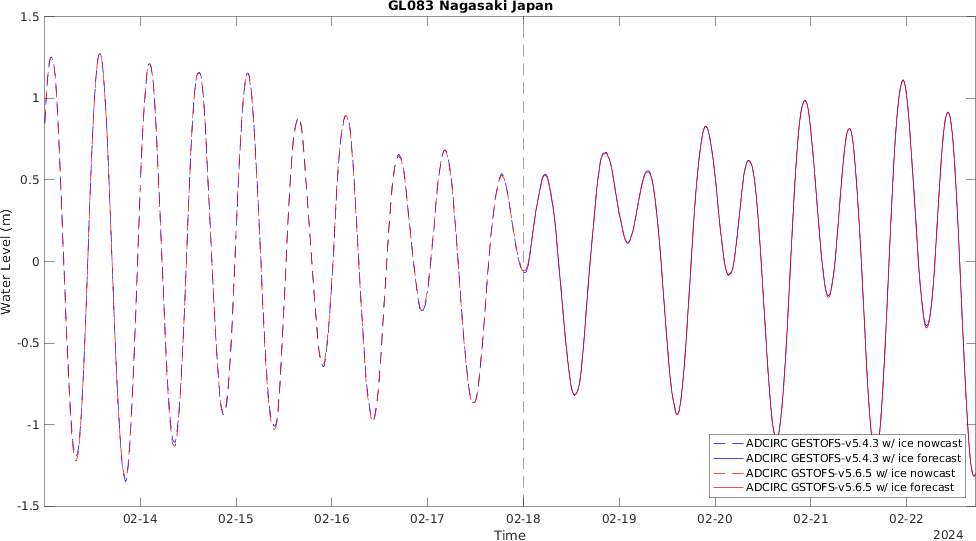 GL083 Nagasaki Japan
1.5
1
0.5
0
-0.5
-1
-1.5
Water Level (m)
ADCIRC GESTOFS-v5.4.3 w/ ice nowcast
ADCIRC GESTOFS-v5.4.3 w/ ice forecast
ADCIRC GSTOFS-v5.6.5 w/ ice nowcast
ADCIRC GSTOFS-v5.6.5 w/ ice forecast
02-14 02-15 02-16 02-17 02-18 02-19 02-20 02-21 02-22
Time
2024